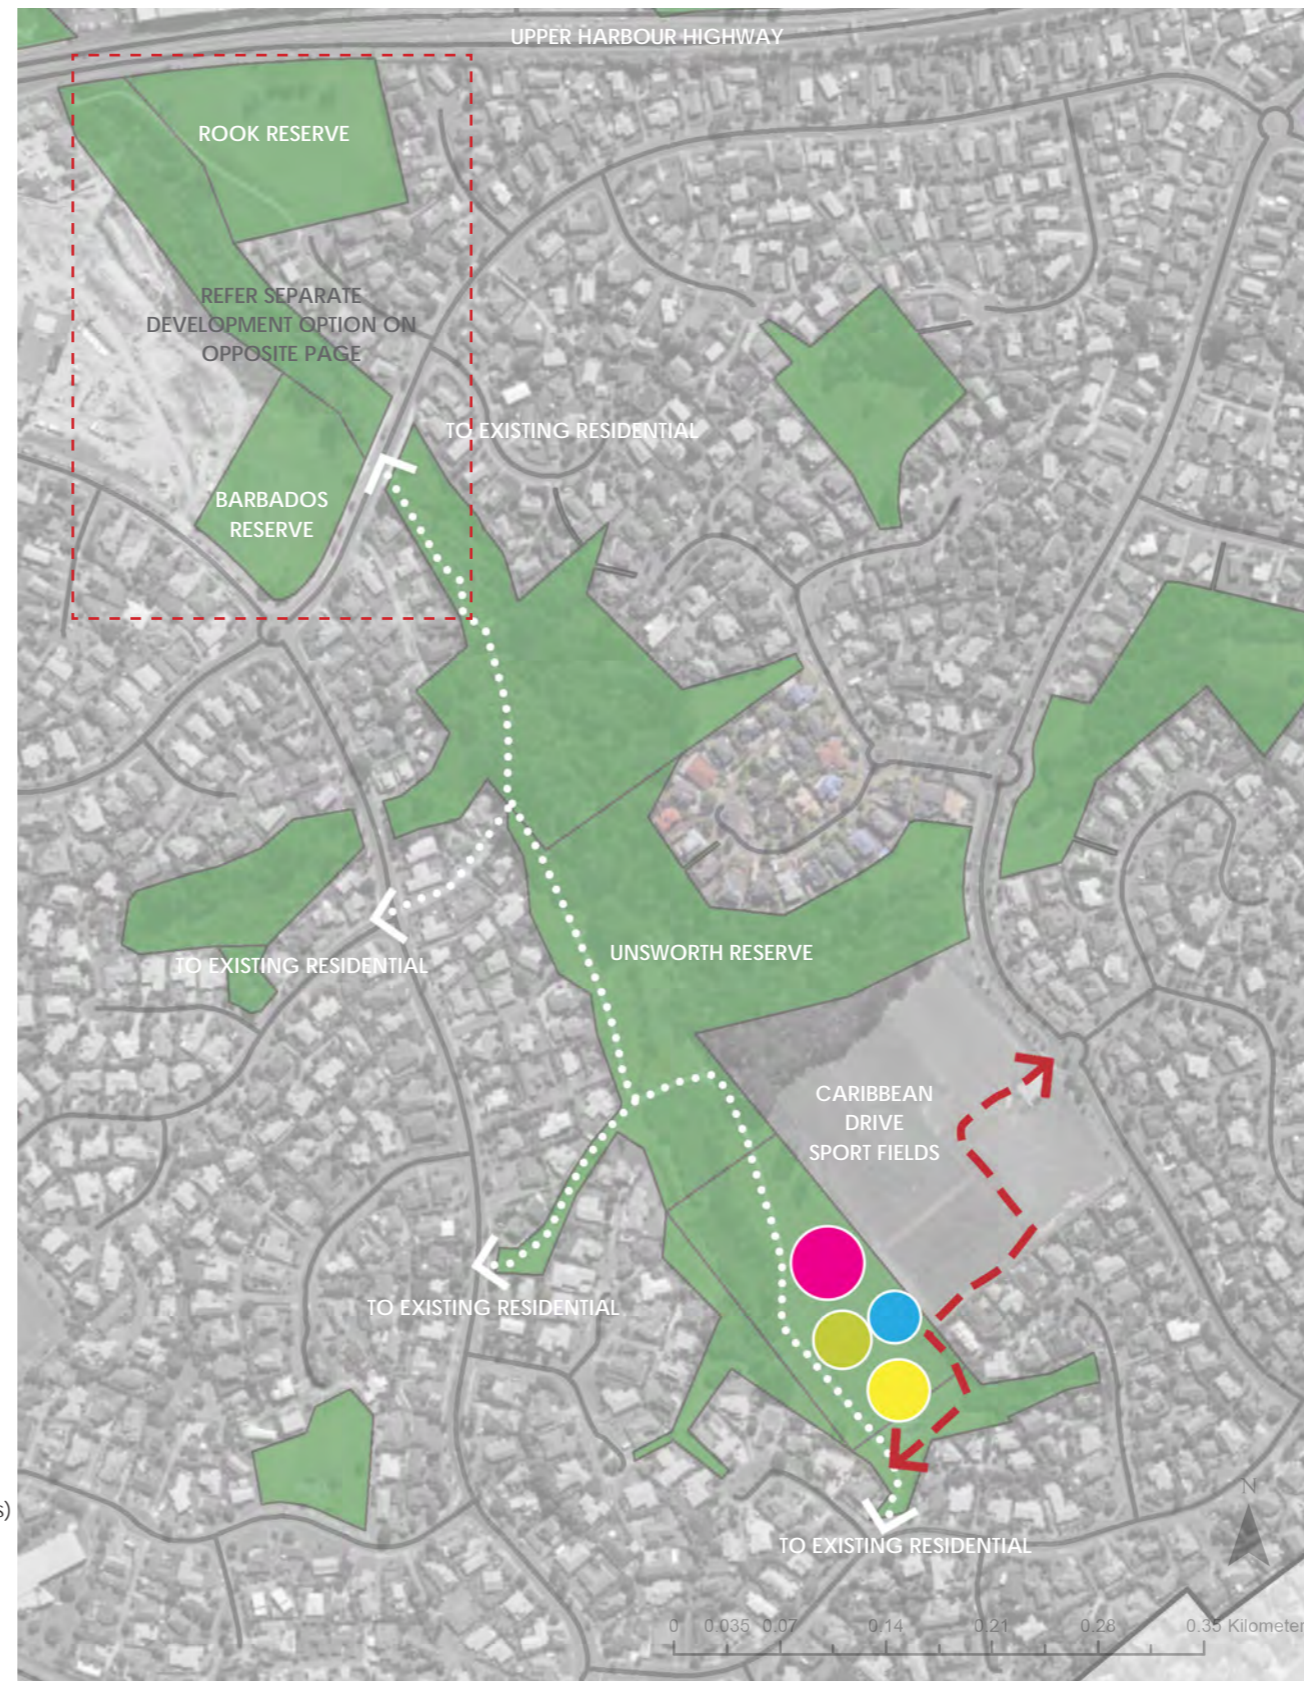 UPPER HARBOUR HIGHWAY
ROOK RESERVE
REFER SEPARATE
DEVELOPMENT OPTION ON
OPPOSITE PAGE
TO EXISTING RESIDENTIAL
BARBADOS
RESERVE
UNSWORTH RESERVE
TO EXISTING RESIDENTIAL
CARIBBEAN
DRIVE
SPORT FIELDS
TO EXISTING RESIDENTIAL
N
s)
TO EXISTING RESIDENTIAL
0 0.035 0.07 0.14 0.21 0.28 0.35 Kilometer